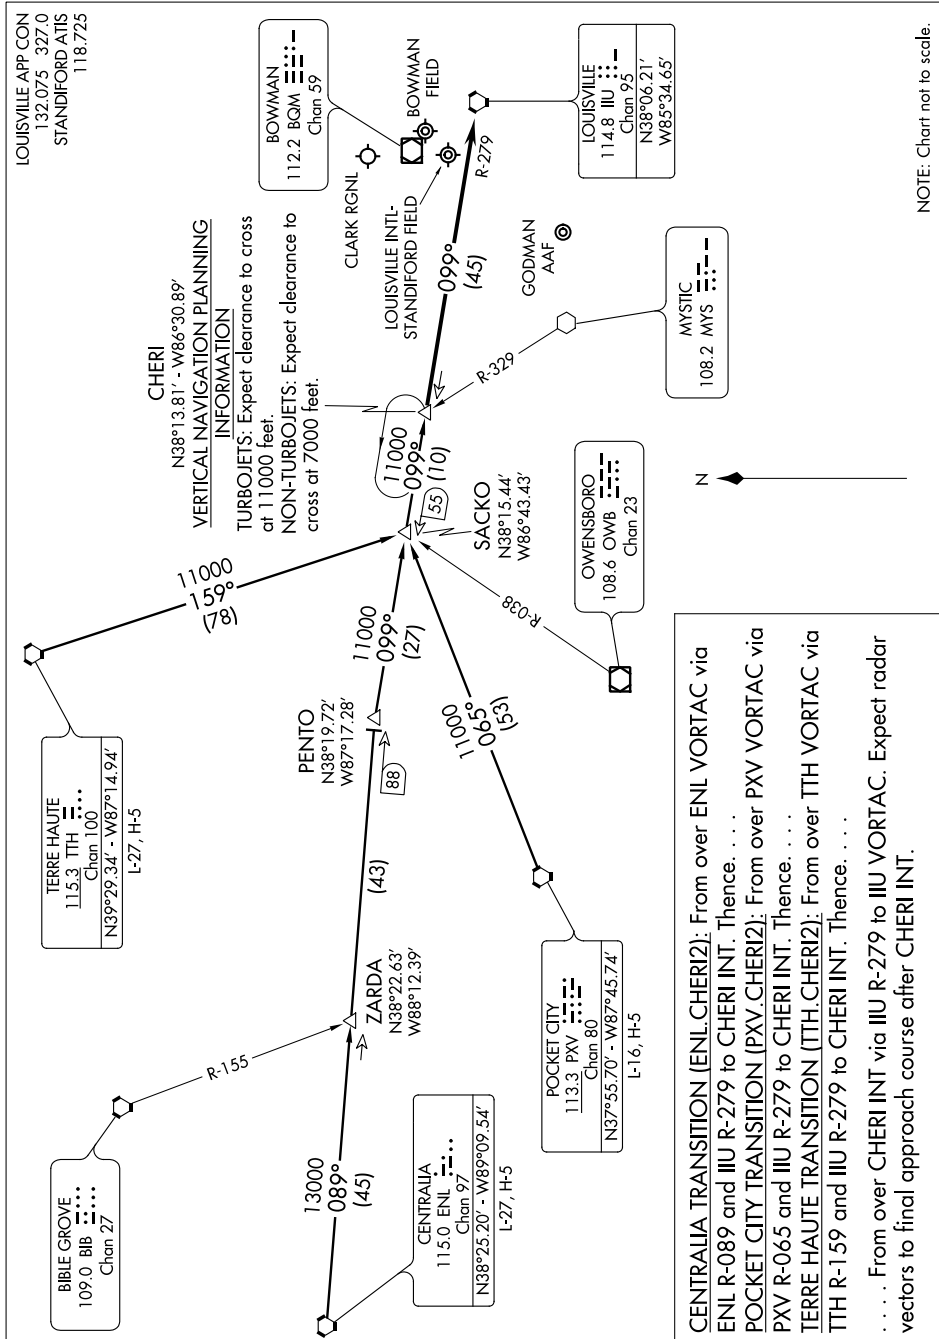 LOUISVILLE APP CON
132.075 327.0
STANDIFORD ATIS
118.725
BIBLE GROVE
109.0 BIB
Chan 27
TERRE HAUTE
115.3 TTH
Chan 100
N39°29.34' - W87°14.94'
L-27, H-5
CHERI
N38°13.81' - W86°30.89'
VERTICAL NAVIGATION PLANNING
INFORMATION
TURBOJETS: Expect clearance to cross
at 11000 feet.
NON-TURBOJETS: Expect clearance to
cross at 7000 feet.
BOWMAN
112.2 BQM
Chan 59
CLARK RGNL
BOWMAN
FIELD
LOUISVILLE INTL-
STANDIFORD FIELD
R-155
11000
159°
(78)
13000
089°
(45)
ZARDA
N38°22.63'
W88°12.39'
(43)
PENTO
N38°19.72'
W87°17.28'
88
11000
099°
(27)
11000
099°
(10)
55
SACKO
N38°15.44'
W86°43.43'
099°
(45)
R-279
GODMAN
AAF
R-329
R-038
11000
065°
(53)
CENTRALIA
115.0 ENL
Chan 97
N38°25.20' - W89°09.54'
L-27, H-5
POCKET CITY
113.3 PXV
Chan 80
N37°55.70' - W87°45.74'
L-16, H-5
OWENSBORO
108.6 OWB
Chan 23
MYSTIC
108.2 MYS
LOUISVILLE
114.8 IIU
Chan 95
N38°06.21'
W85°34.65'
N
CENTRALIA TRANSITION (ENL.CHERI2): From over ENL VORTAC via
ENL R-089 and IIU R-279 to CHERI INT. Thence. . . .
POCKET CITY TRANSITION (PXV.CHERI2): From over PXV VORTAC via
PXV R-065 and IIU R-279 to CHERI INT. Thence. . . .
TERRE HAUTE TRANSITION (TTH.CHERI2): From over TTH VORTAC via
TTH R-159 and IIU R-279 to CHERI INT. Thence. . . .
. . . . From over CHERI INT via IIU R-279 to IIU VORTAC. Expect radar
vectors to final approach course after CHERI INT.
NOTE: Chart not to scale.